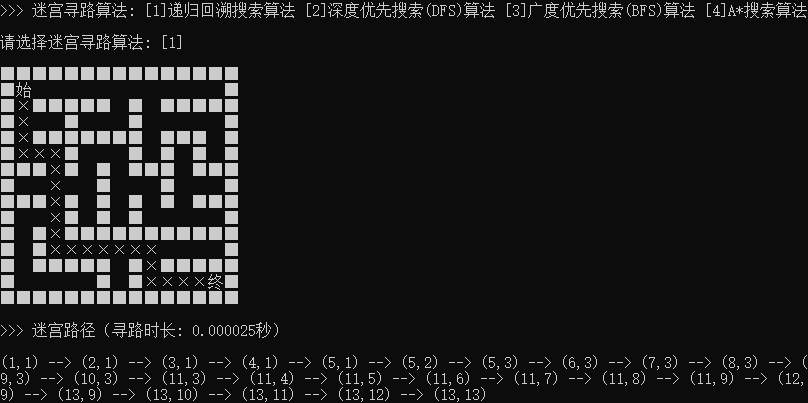 >>> 迷宫寻路算法: [1]递归回溯搜索算法 [2]深度优先搜索(DFS)算法 [3]广度优先搜索(BFS)算法 [4]A*搜索算法
请选择迷宫寻路算法: [1]
始
×
×
×
×××
×
×
×
×
×
×××××××
×
××××终
>>> 迷宫路径（寻路时长: 0.000025秒）
(1,1) --> (2,1) --> (3,1) --> (4,1) --> (5,1) --> (5,2) --> (5,3) --> (6,3) --> (7,3) --> (8,3) --> (
9,3) --> (10,3) --> (11,3) --> (11,4) --> (11,5) --> (11,6) --> (11,7) --> (11,8) --> (11,9) --> (12,
9) --> (13,9) --> (13,10) --> (13,11) --> (13,12) --> (13,13)